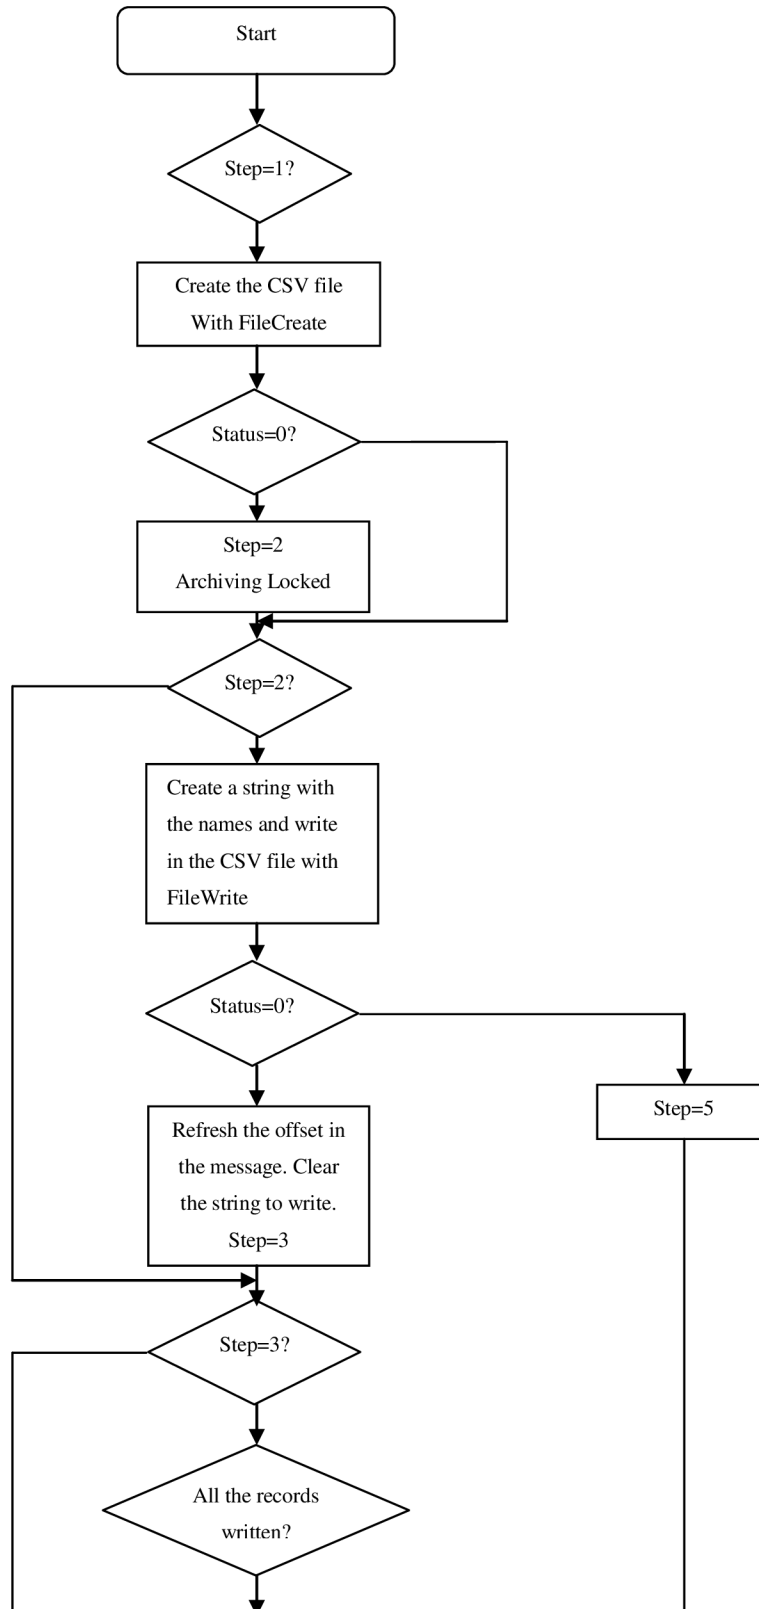 Start
Step=1?
Create the CSV file
With FileCreate
Status=0?
Step=2
Archiving Locked
Step=2?
Create a string with
the names and write
in the CSV file with
FileWrite
Status=0?
Refresh the offset in
the message. Clear
the string to write.
Step=3
Step=5
Step=3?
All the records
written?